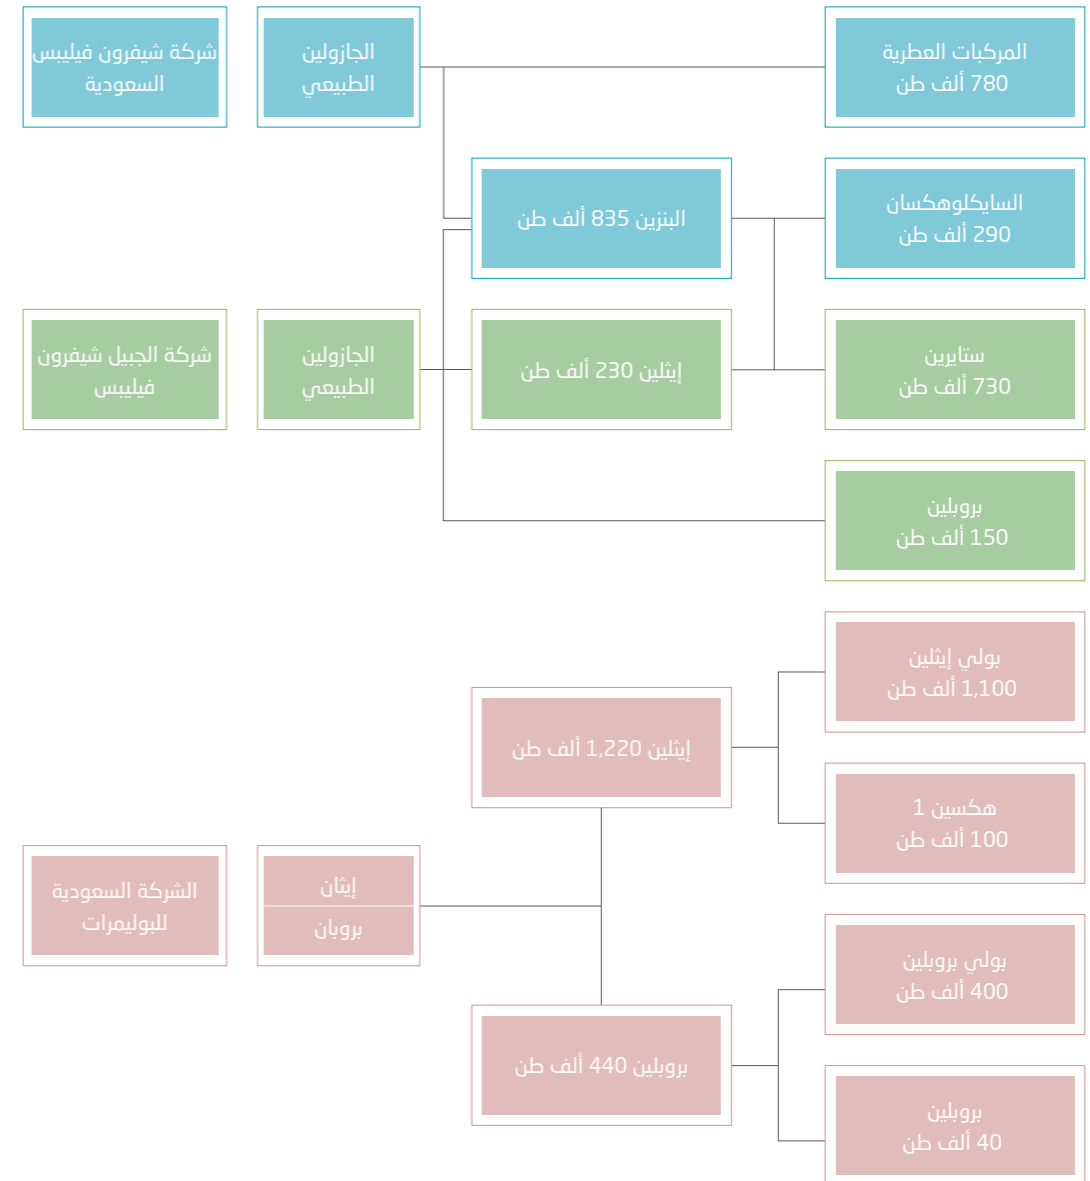 شركة شيفرون فيليبس
السعودية
الجازولين
الطبيعي
المركبات العطرية
780 ألف طن
البنزين 835 ألف طن
السايكلوهكسان
290 ألف طن
شركة الجبيل شيفرون
فيليبس
الجازولين
الطبيعي
إيثلين 230 ألف طن
ستايرين
730 ألف طن
بروبلين
150 ألف طن
بولي إيثلين
1,100 ألف طن
إيثلين 1,220 ألف طن
هكسين 1
100 ألف طن
الشركة السعودية
للبوليمرات
إيثان
بروبان
بولي بروبلين
400 ألف طن
بروبلين 440 ألف طن
بروبلين
40 ألف طن